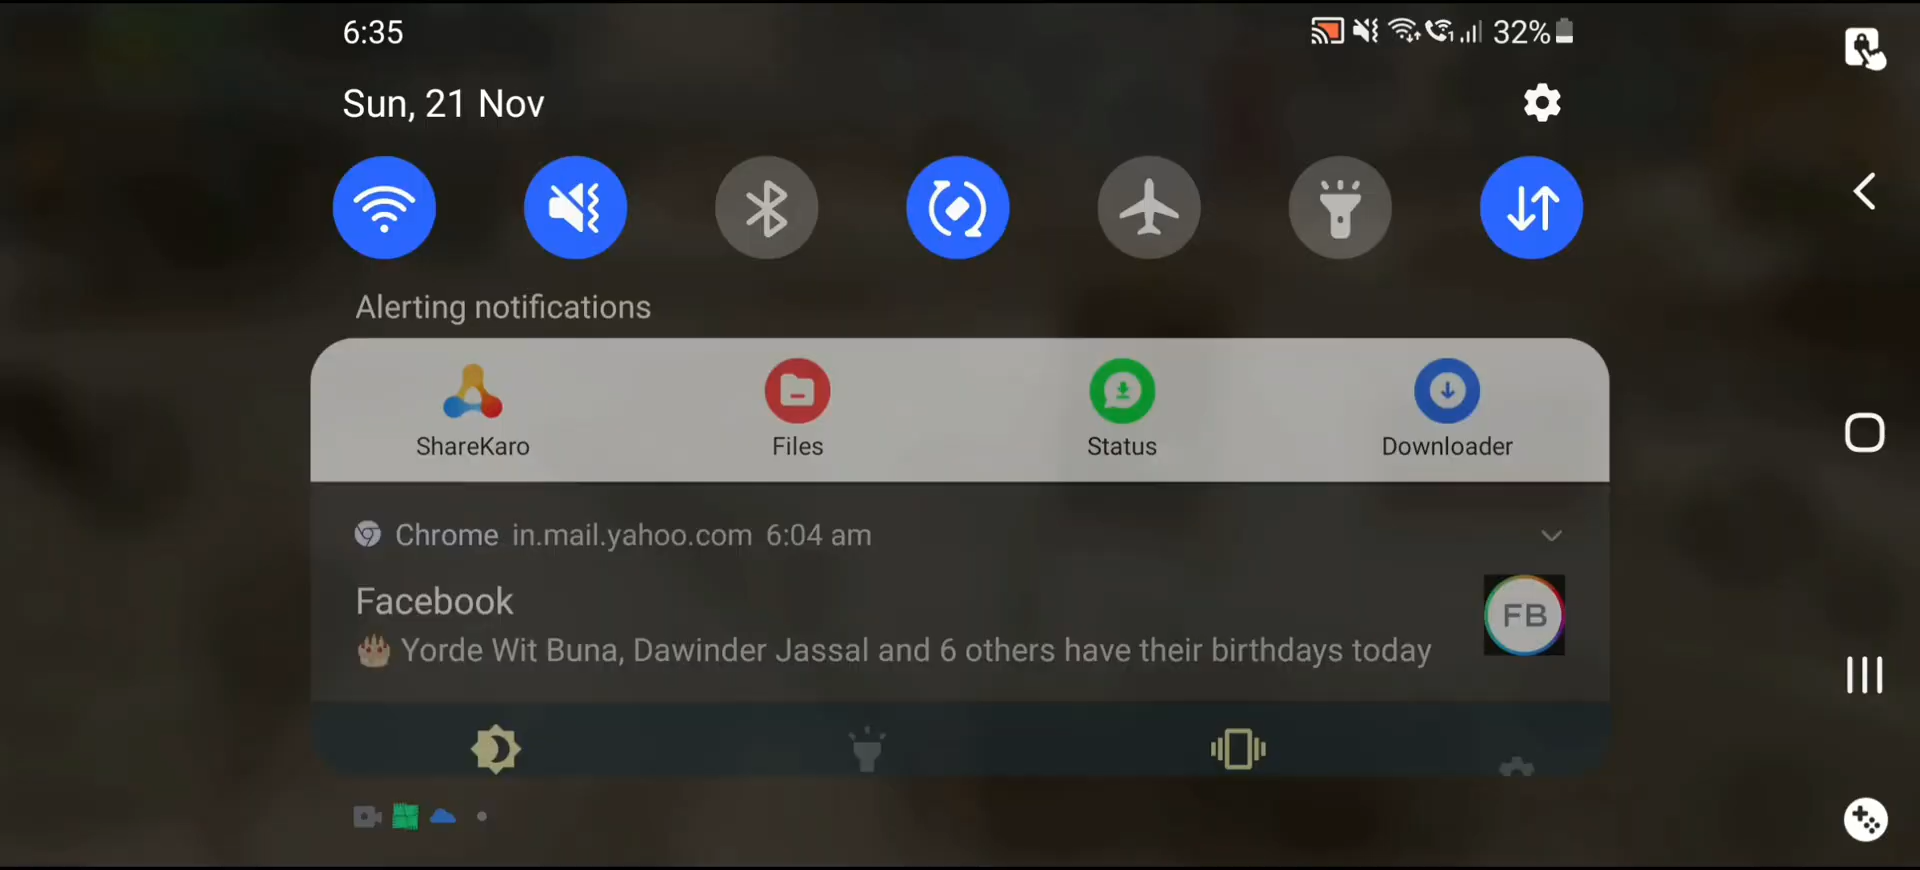 6:35
32%
Sun, 21 Nov
Alerting notifications
ShareKaro Files Status Downloader
Chrome in.mail.yahoo.com 6:04 am
Facebook
FB
🎂 Yorde Wit Buna, Dawinder Jassal and 6 others have their birthdays today